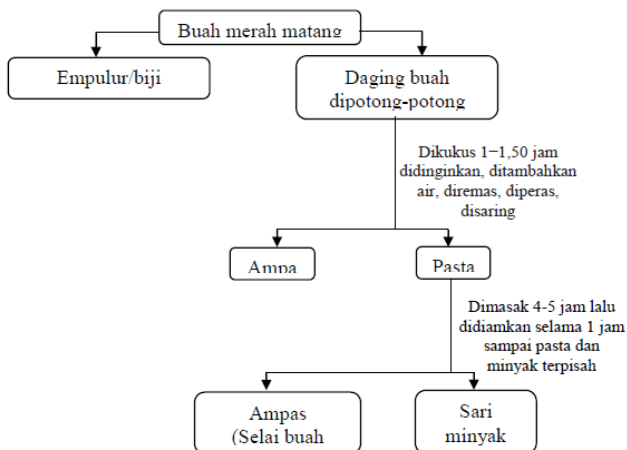 Buah merah matang
Empulur/biji
Daging buah
dipotong-potong
Dikukus 1−1,50 jam
didinginkan, ditambahkan
air, diremas, diperas,
disaring
Ampa
Pasta
Dimasak 4-5 jam lalu
didiamkan selama 1 jam
sampai pasta dan
minyak terpisah
Ampas
(Selai buah
Sari
minyak